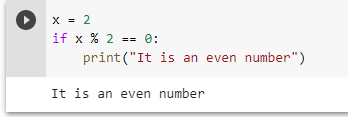 x = 2
if x % 2 == 0:
    print("It is an even number")
It is an even number